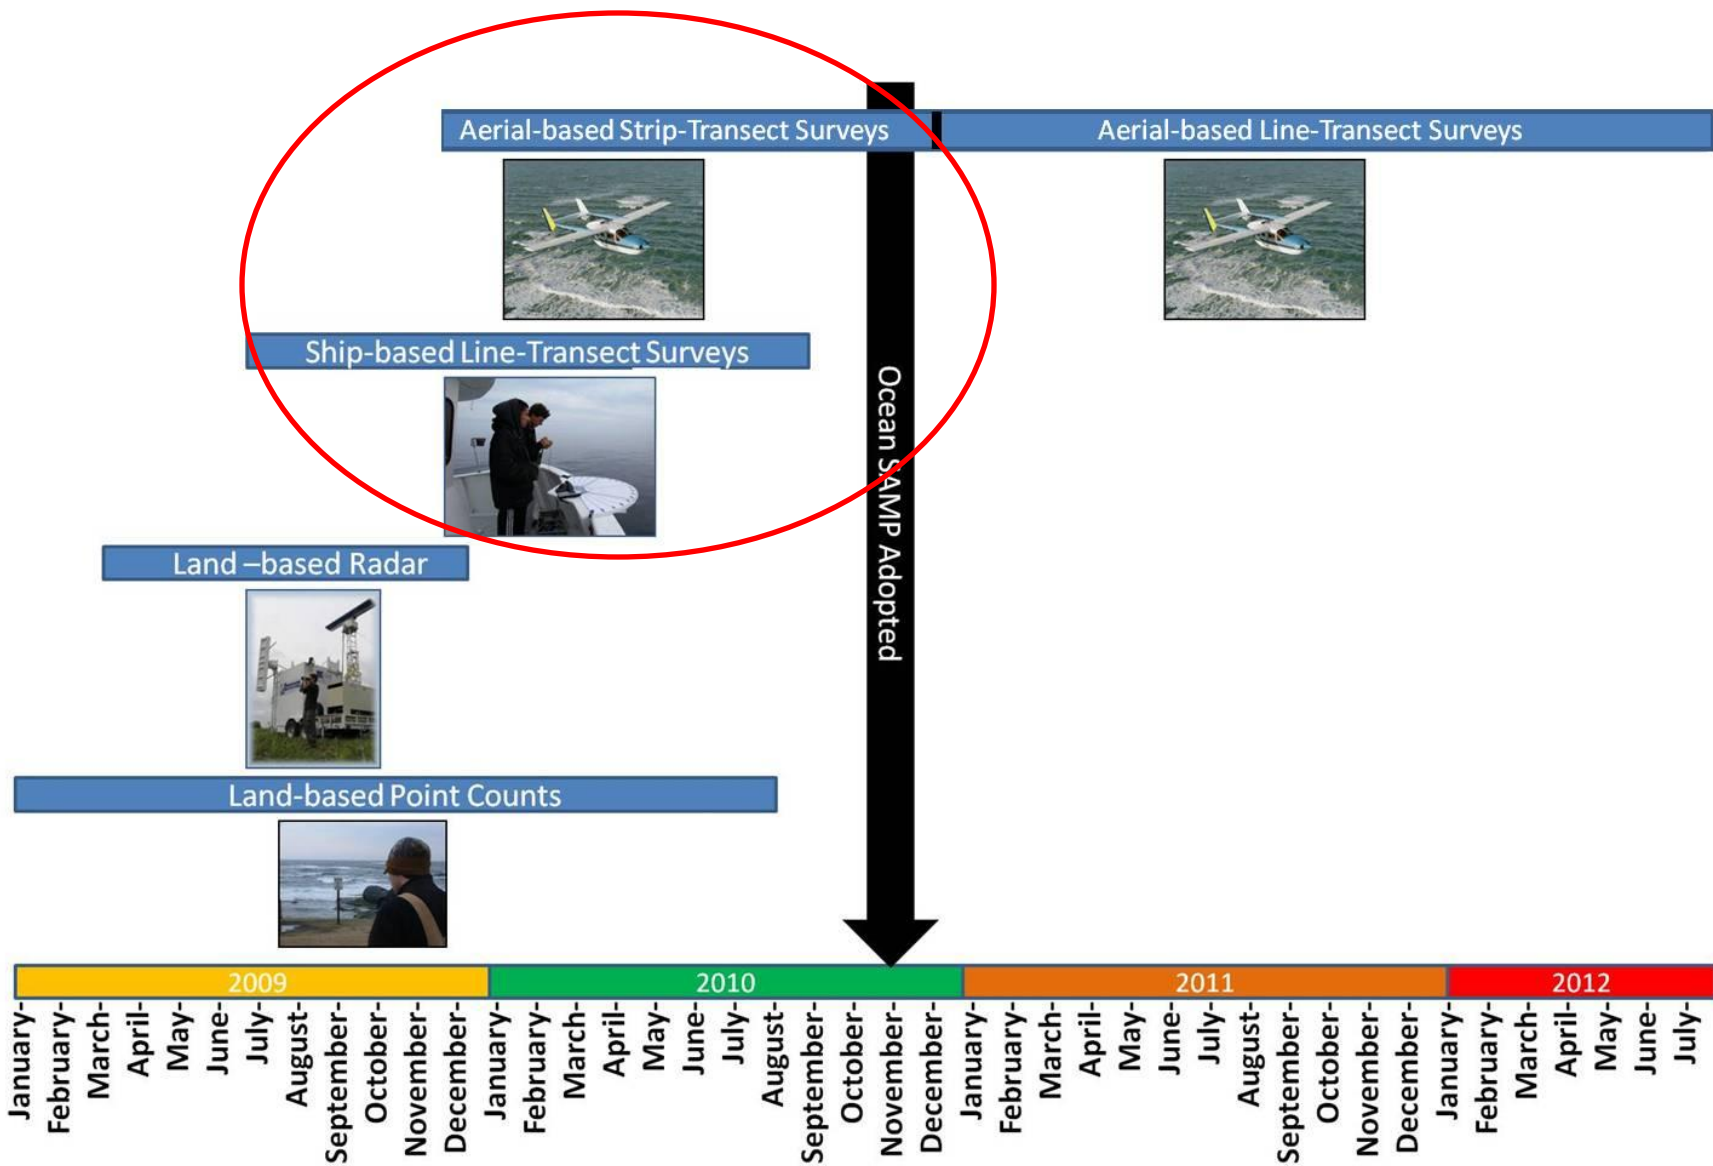 Aerial-based Strip-Transect Surveys
Aerial-based Line-Transect Surveys
Ship-based Line-Transect Surveys
Ocean SAMP Adopted
Land –based Radar
Land-based Point Counts
2009
2010
2011
2012
January-
February-
March-
April-
May-
June-
July-
August-
September-
October-
November-
December-
January-
February-
March-
April-
May-
June-
July-
August-
September-
October-
November-
December-
January-
February-
March-
April-
May-
June-
July-
August-
September-
October-
November-
December-
January-
February-
March-
April-
May-
June-
July-